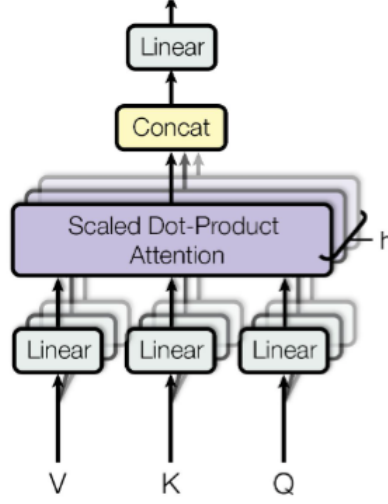 Linear
Concat
Scaled Dot-Product
Attention
h
Linear Linear Linear
V K Q